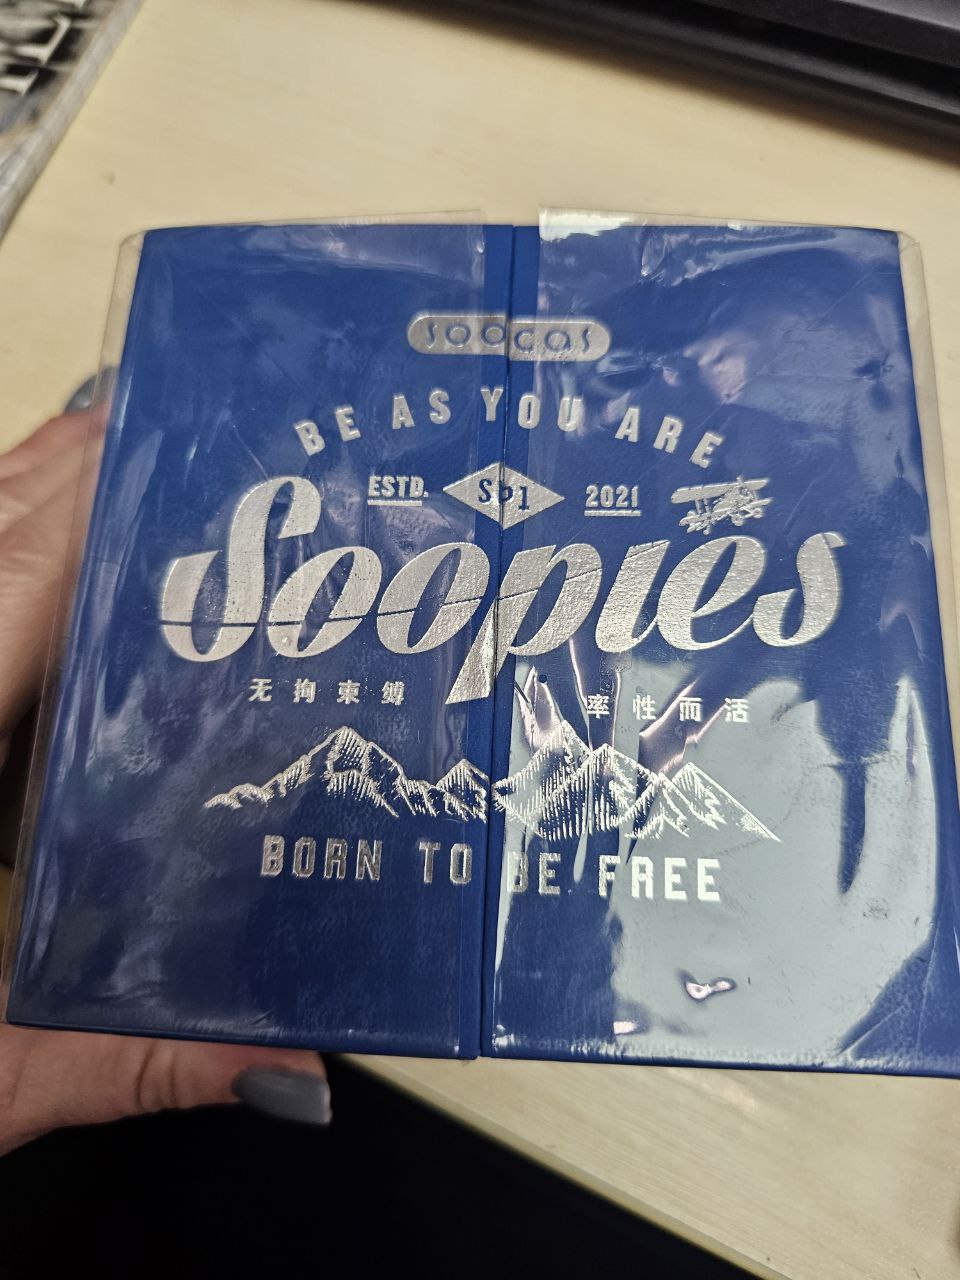 soocas
BE AS YOU ARE
ESTD. SP1 2021
Soopies
无拘束缚 率性而活
BORN TO BE FREE